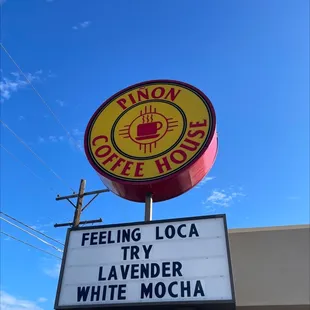 PIÑON
COFFEE HOUSE
FEELING LOCA
TRY
LAVENDER
WHITE MOCHA